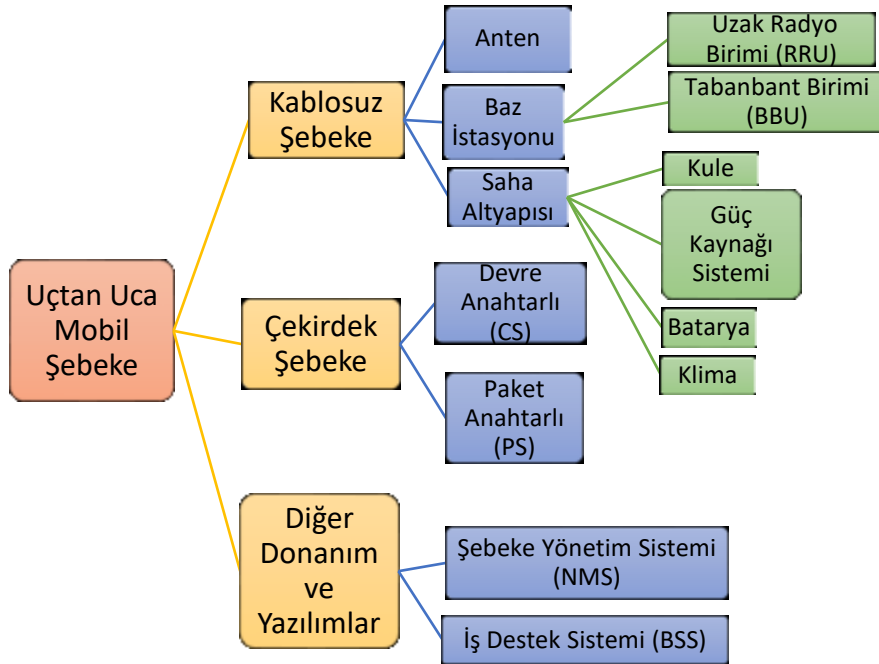 Uçtan Uca
Mobil
Şebeke
Kablosuz
Şebeke
Anten
Baz
İstasyonu
Uzak Radyo
Birimi (RRU)
Tabanbant Birimi
(BBU)
Saha
Altyapısı
Kule
Güç
Kaynağı
Sistemi
Batarya
Klima
Çekirdek
Şebeke
Devre
Anahtarlı
(CS)
Paket
Anahtarlı
(PS)
Diğer
Donanım
ve
Yazılımlar
Şebeke Yönetim Sistemi
(NMS)
İş Destek Sistemi (BSS)